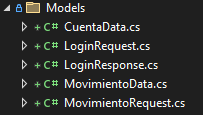 Models
C# CuentaData.cs
C# LoginRequest.cs
C# LoginResponse.cs
C# MovimientoData.cs
C# MovimientoRequest.cs